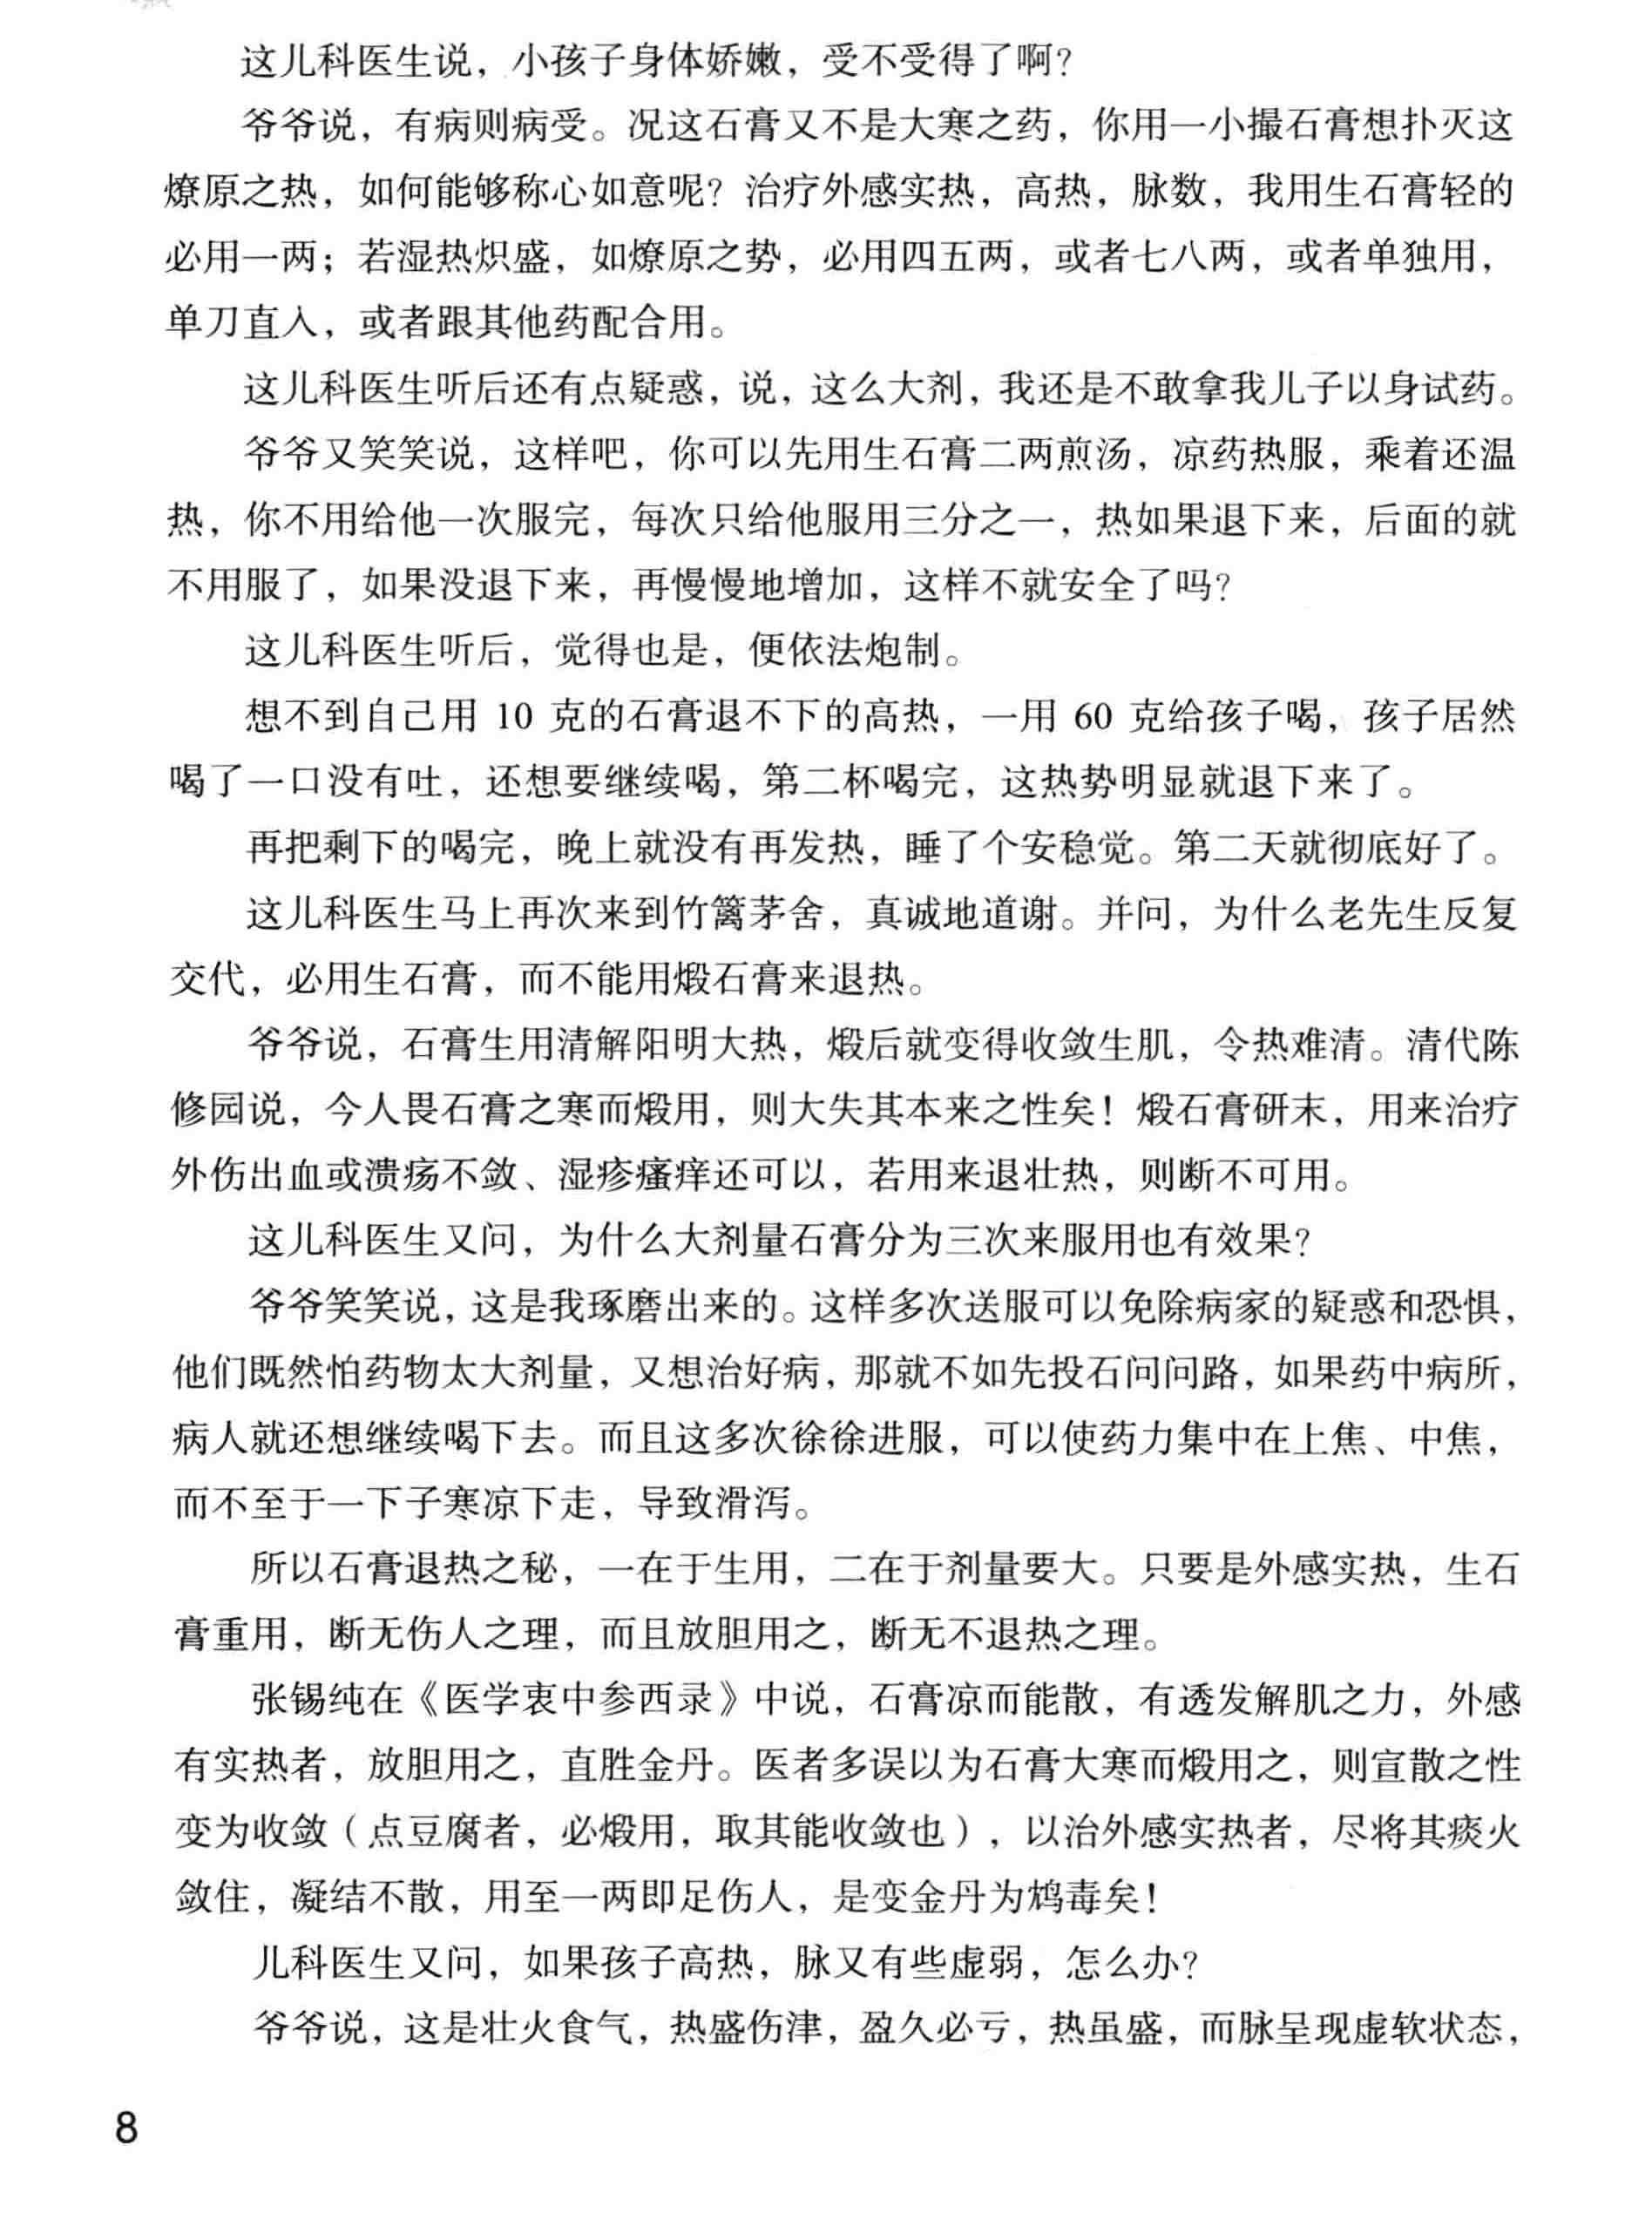 这儿科医生说，小孩子身体娇嫩，受不受得了啊？
爷爷说，有病则病受。况这石膏又不是大寒之药，你用一小撮石膏想扑灭这
燎原之热，如何能够称心如意呢？治疗外感实热，高热，脉数，我用生石膏轻的
必用一两；若湿热炽盛，如燎原之势，必用四五两，或者七八两，或者单独用，
单刀直入，或者跟其他药配合用。
这儿科医生听后还有点疑惑，说，这么大剂，我还是不敢拿我儿子以身试药。
爷爷又笑笑说，这样吧，你可以先用生石膏二两煎汤，凉药热服，乘着还温
热，你不用给他一次服完，每次只给他服用三分之一，热如果退下来，后面的就
不用服了，如果没退下来，再慢慢地增加，这样不就安全了吗？
这儿科医生听后，觉得也是，便依法炮制。
想不到自己用 10 克的石膏退不下的高热，一用 60 克给孩子喝，孩子居然
喝了一口没有吐，还想要继续喝，第二杯喝完，这热势明显就退下来了。
再把剩下的喝完，晚上就没有再发热，睡了个安稳觉。第二天就彻底好了。
这儿科医生马上再次来到竹篱茅舍，真诚地道谢。并问，为什么老先生反复
交代，必用生石膏，而不能用煅石膏来退热。
爷爷说，石膏生用清解阳明大热，煅后就变得收敛生肌，令热难清。清代陈
修园说，今人畏石膏之寒而煅用，则大失其本来之性矣！煅石膏研末，用来治疗
外伤出血或溃疡不敛、湿疹瘙痒还可以，若用来退壮热，则断不可用。
这儿科医生又问，为什么大剂量石膏分为三次来服用也有效果？
爷爷笑笑说，这是我琢磨出来的。这样多次送服可以免除病家的疑惑和恐惧，
他们既然怕药物太大剂量，又想治好病，那就不如先投石问问路，如果药中病所，
病人就还想继续喝下去。而且这多次徐徐进服，可以使药力集中在上焦、中焦，
而不至于一下子寒凉下走，导致滑泻。
所以石膏退热之秘，一在于生用，二在于剂量要大。只要是外感实热，生石
膏重用，断无伤人之理，而且放胆用之，断无不退热之理。
张锡纯在《医学衷中参西录》中说，石膏凉而能散，有透发解肌之力，外感
有实热者，放胆用之，直胜金丹。医者多误以为石膏大寒而煅用之，则宣散之性
变为收敛（点豆腐者，必煅用，取其能收敛也），以治外感实热者，尽将其痰火
敛住，凝结不散，用至一两即足伤人，是变金丹为鸩毒矣！
儿科医生又问，如果孩子高热，脉又有些虚弱，怎么办？
爷爷说，这是壮火食气，热盛伤津，盈久必亏，热虽盛，而脉呈现虚软状态，
8